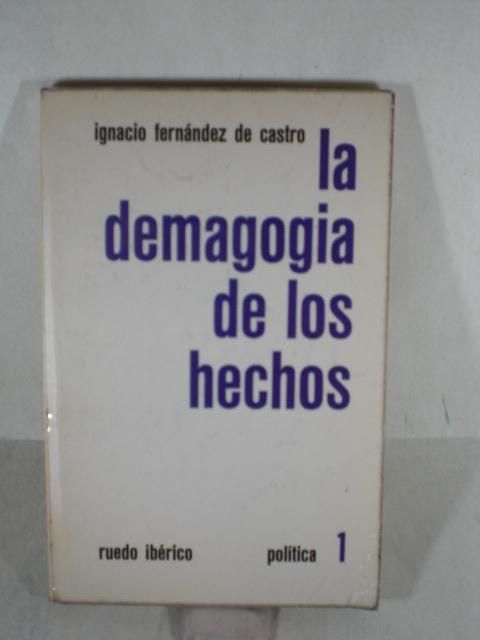 ignacio fernández de castro
la
demagogia
de los
hechos
ruedo ibérico política 1